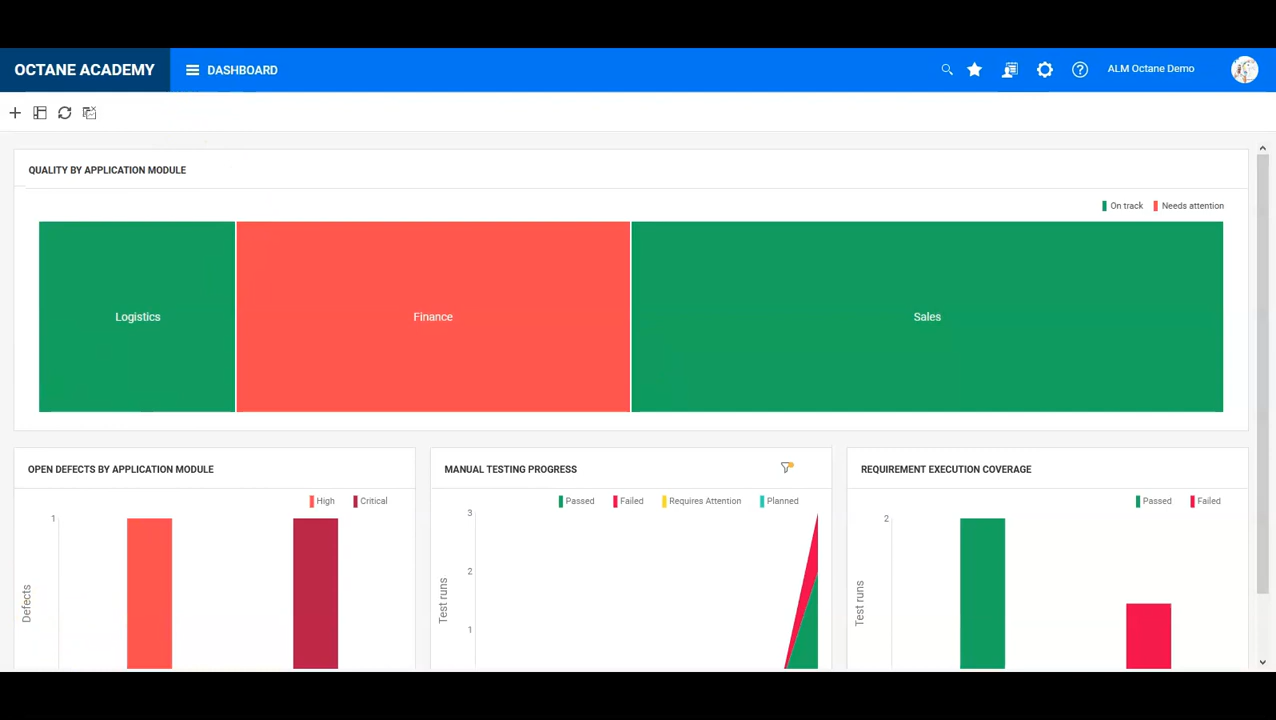 OCTANE ACADEMY
DASHBOARD
ALM Octane Demo
QUALITY BY APPLICATION MODULE
On track
Needs attention
Logistics
Finance
Sales
OPEN DEFECTS BY APPLICATION MODULE
High
Critical
1
Defects
MANUAL TESTING PROGRESS
Passed
Failed
Requires Attention
Planned
3
2
1
Test runs
REQUIREMENT EXECUTION COVERAGE
Passed
Failed
2
Test runs